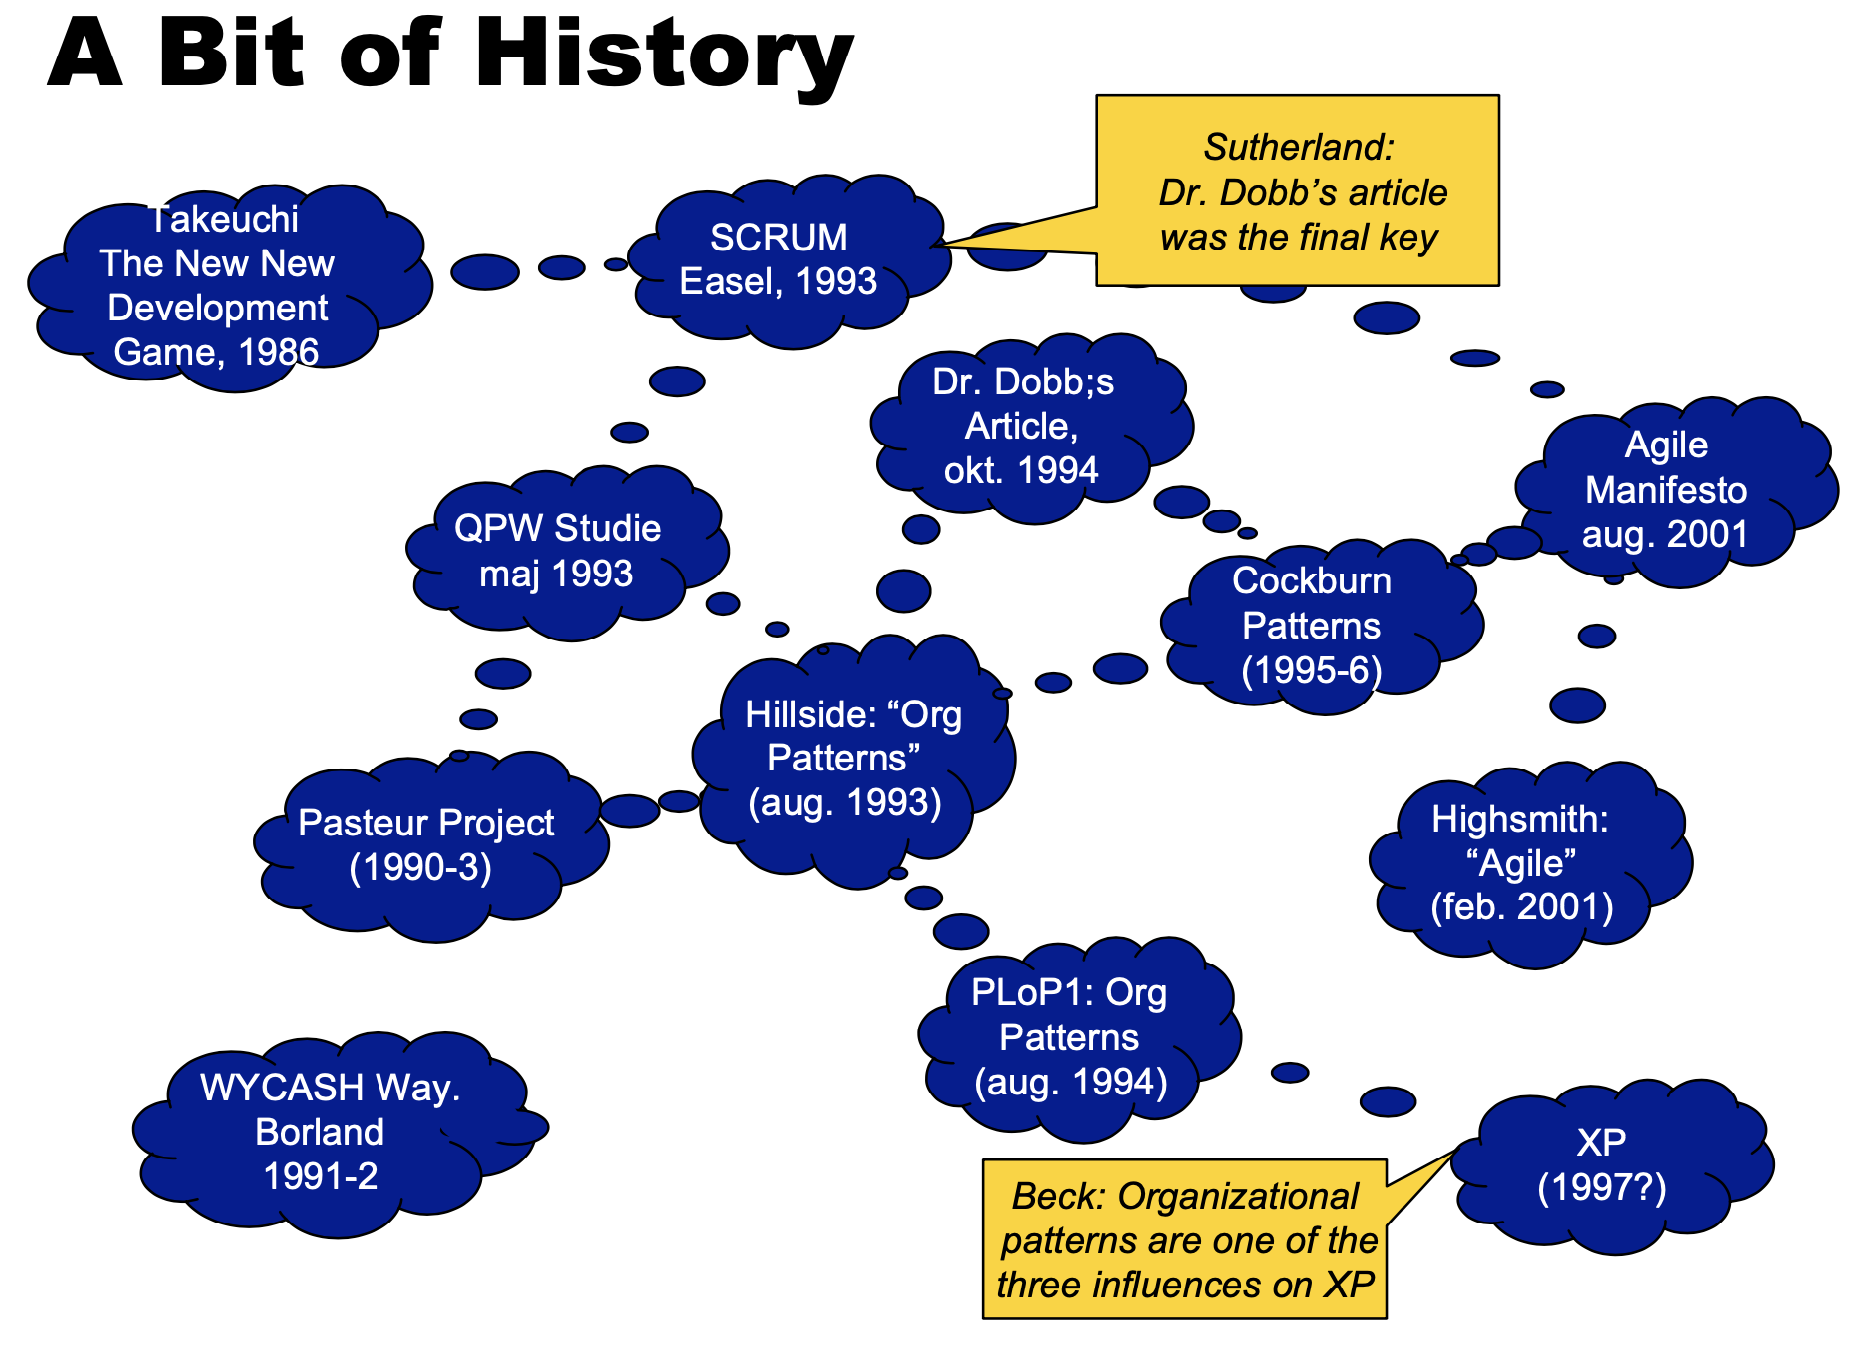 A Bit of History
Sutherland:
Dr. Dobb’s article
was the final key
Takeuchi
The New New
Development
Game, 1986
SCRUM
Easel, 1993
Dr. Dobb;s
Article,
okt. 1994
Agile
Manifesto
aug. 2001
QPW Studie
maj 1993
Cockburn
Patterns
(1995-6)
Hillside: “Org
Patterns”
(aug. 1993)
Pasteur Project
(1990-3)
Highsmith:
“Agile”
(feb. 2001)
PLoP1: Org
Patterns
(aug. 1994)
WYCASH Way.
Borland
1991-2
XP
(1997?)
Beck: Organizational
patterns are one of the
three influences on XP